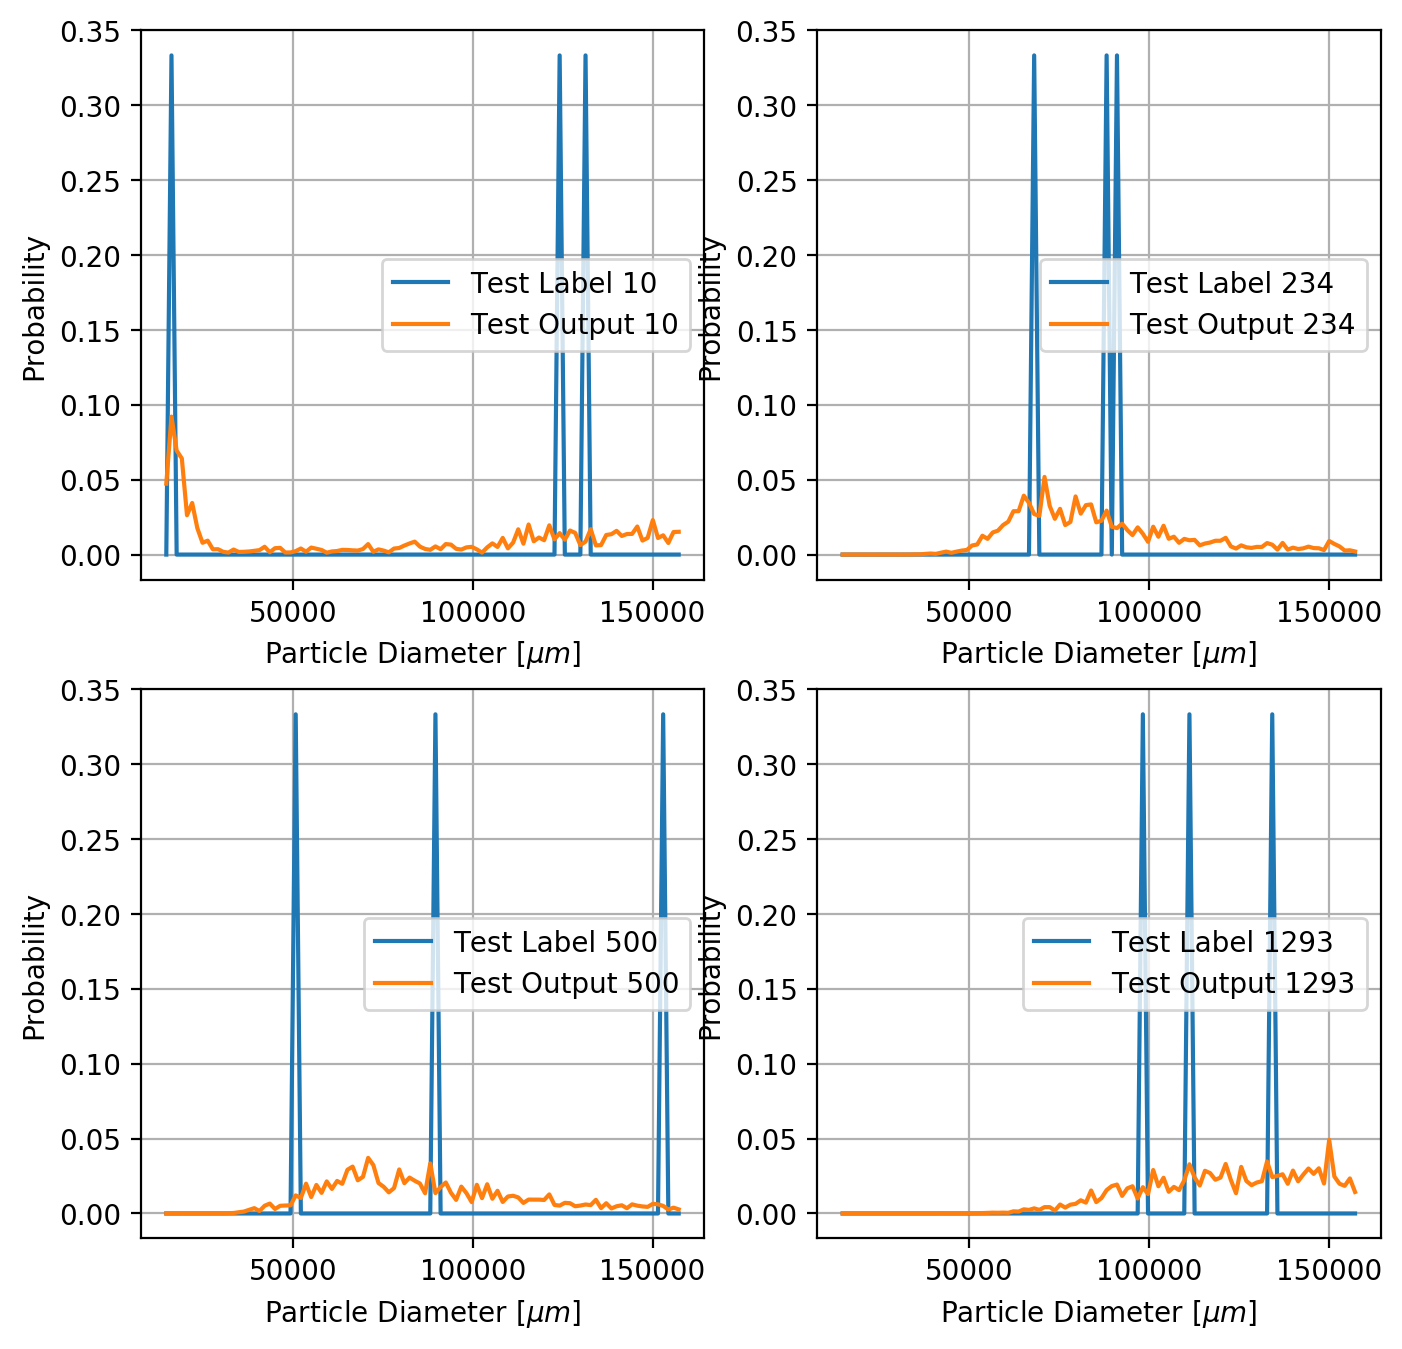 0.35
0.30
0.25
0.20
0.15
0.10
0.05
0.00
Probability
Test Label 10
Test Output 10
50000 100000 150000
Particle Diameter [μm]
0.35
0.30
0.25
0.20
0.15
0.10
0.05
0.00
Probability
Test Label 234
Test Output 234
50000 100000 150000
Particle Diameter [μm]
0.35
0.30
0.25
0.20
0.15
0.10
0.05
0.00
Probability
Test Label 500
Test Output 500
50000 100000 150000
Particle Diameter [μm]
0.35
0.30
0.25
0.20
0.15
0.10
0.05
0.00
Probability
Test Label 1293
Test Output 1293
50000 100000 150000
Particle Diameter [μm]